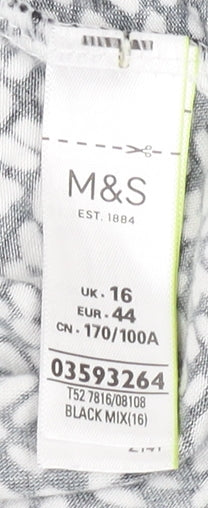 M&S
EST. 1884
UK - 16
EUR - 44
CN - 170/100A
03593264
T52 7816/08108
BLACK MIX(16)